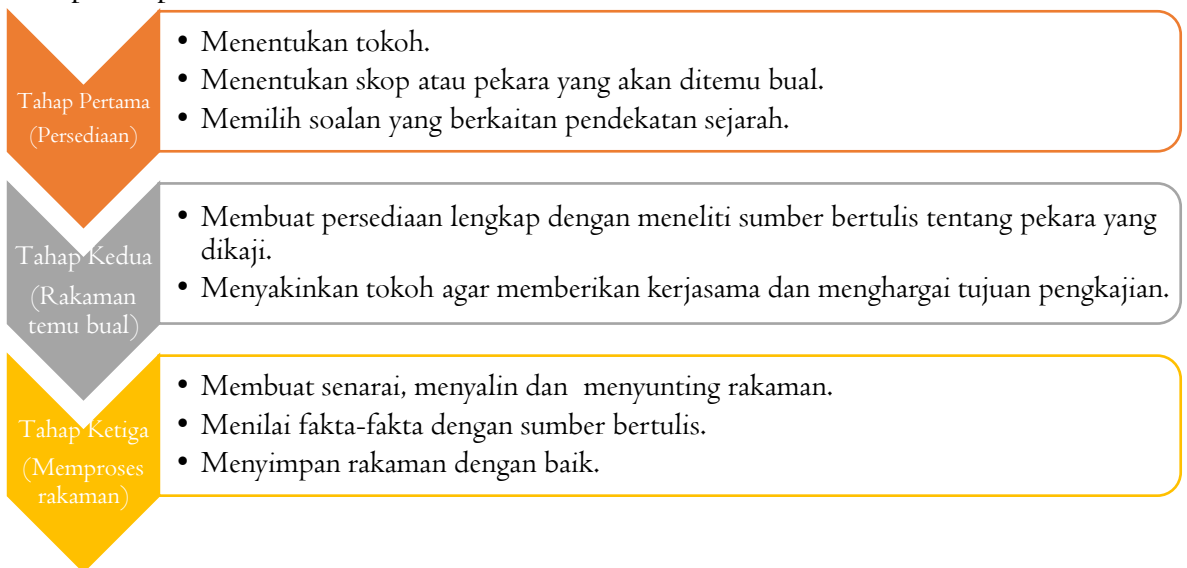 Tahap Pertama
(Persediaan)
• Menentukan tokoh.
• Menentukan skop atau pekara yang akan ditemu bual.
• Memilih soalan yang berkaitan pendekatan sejarah.
Tahap Kedua
(Rakaman
temu bual)
• Membuat persediaan lengkap dengan meneliti sumber bertulis tentang pekara yang
dikaji.
• Menyakinkan tokoh agar memberikan kerjasama dan menghargai tujuan pengkajian.
Tahap Ketiga
(Memproses
rakaman)
• Membuat senarai, menyalin dan menyunting rakaman.
• Menilai fakta-fakta dengan sumber bertulis.
• Menyimpan rakaman dengan baik.